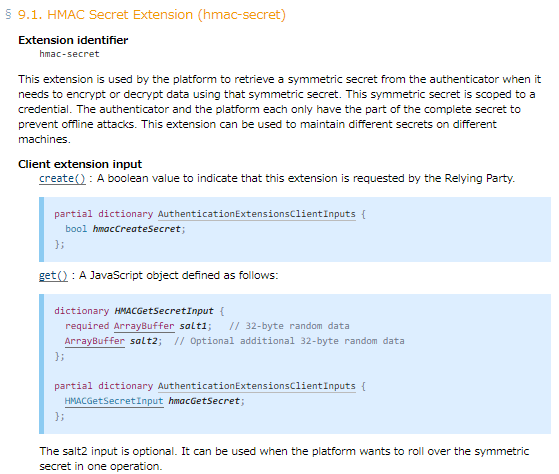 § 9.1. HMAC Secret Extension (hmac-secret)
Extension identifier
hmac-secret
This extension is used by the platform to retrieve a symmetric secret from the authenticator when it
needs to encrypt or decrypt data using that symmetric secret. This symmetric secret is scoped to a
credential. The authenticator and the platform each only have the part of the complete secret to
prevent offline attacks. This extension can be used to maintain different secrets on different
machines.
Client extension input
create() : A boolean value to indicate that this extension is requested by the Relying Party.
partial dictionary AuthenticationExtensionsClientInputs {
bool hmacCreateSecret;
};
get() : A JavaScript object defined as follows:
dictionary HMACGetSecretInput {
required ArrayBuffer salt1; // 32-byte random data
ArrayBuffer salt2; // Optional additional 32-byte random data
};
partial dictionary AuthenticationExtensionsClientInputs {
HMACGetSecretInput hmacGetSecret;
};
The salt2 input is optional. It can be used when the platform wants to roll over the symmetric
secret in one operation.